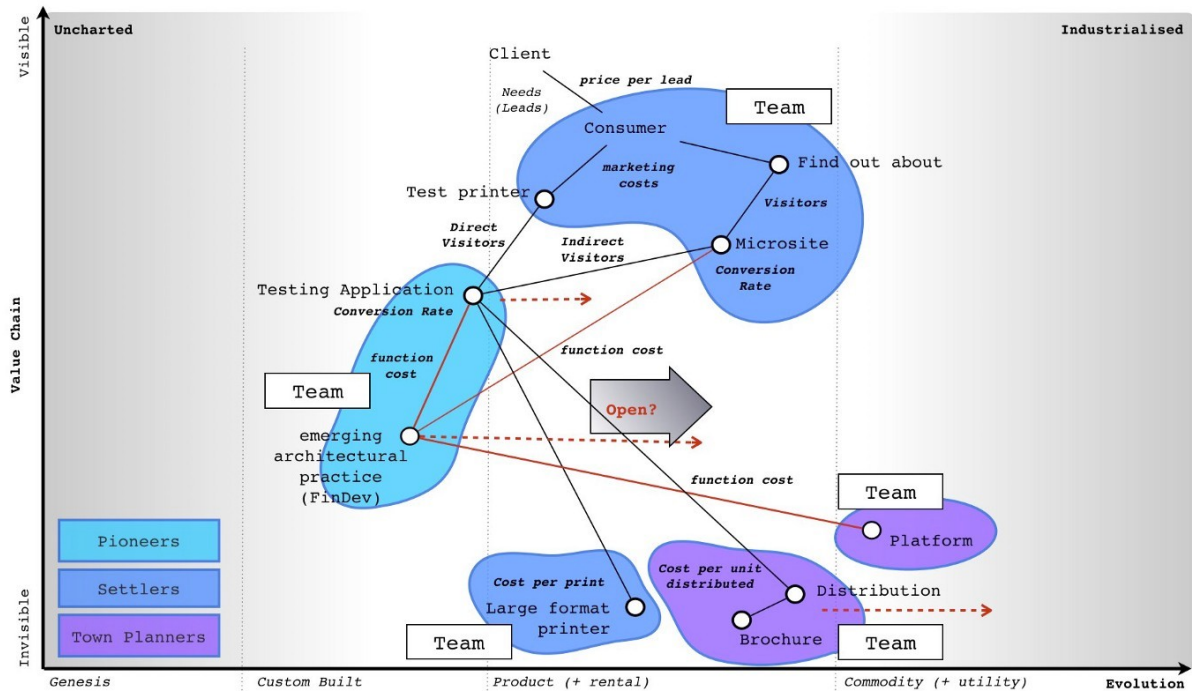 Visible
Uncharted
Industrialised
Client
Needs
(Leads)
price per lead
Team
Consumer
Find out about
marketing
costs
Test printer
Visitors
Direct
Visitors
Indirect
Visitors
Microsite
Conversion
Rate
Testing Application
Conversion Rate
Value Chain
function
cost
function cost
Team
Open?
emerging
architectural
practice
(FinDev)
function cost
Team
Platform
Pioneers
Settlers
Town Planners
Cost per print
Large format
printer
Team
Cost per unit
distributed
Distribution
Brochure
Team
Invisible
Genesis
Custom Built
Product (+ rental)
Commodity (+ utility)
Evolution